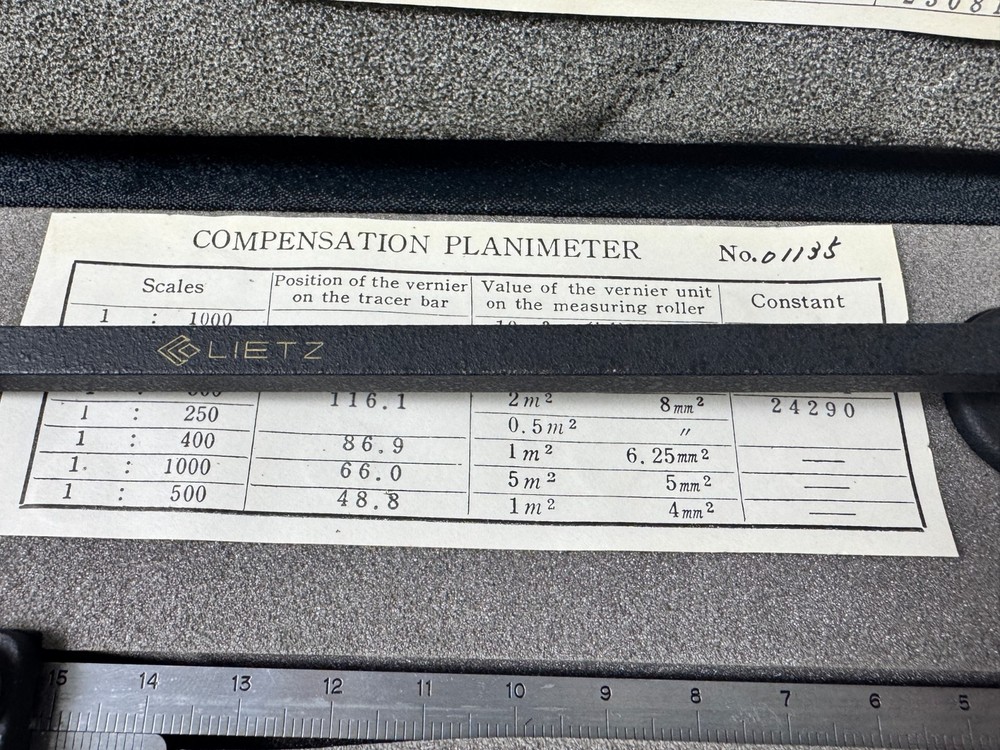 COMPENSATION PLANIMETER No. 01135
Scales Position of the vernier on the tracer bar Value of the vernier unit on the measuring roller Constant
1 : 1000
LIETZ
116.1 2m² 8mm² 24290
1 : 250 0.5m² 〃
1 : 400 86.9 1m² 6.25mm² —
1. : 1000 66.0 5m² 5mm² —
1 : 500 48.8 1m² 4mm² —
15 14 13 12 11 10 9 8 7 6 5